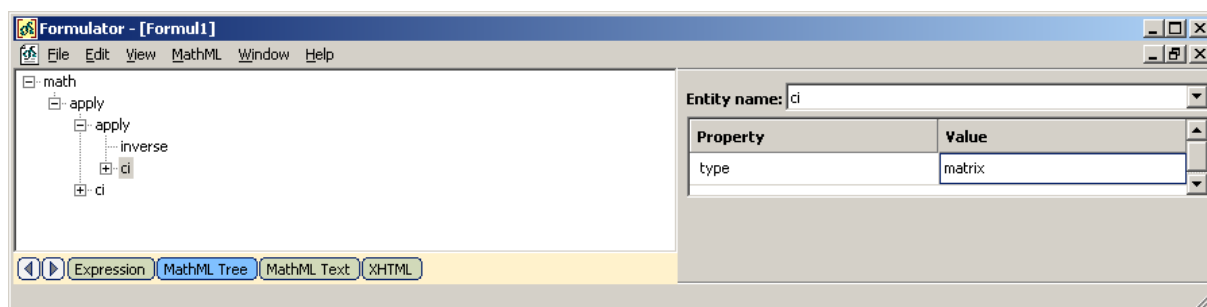 Formulator - [Formul1]
File Edit View MathML Window Help
math
apply
apply
inverse
ci
ci
Entity name: ci
Property Value
type matrix
Expression MathML Tree MathML Text XHTML